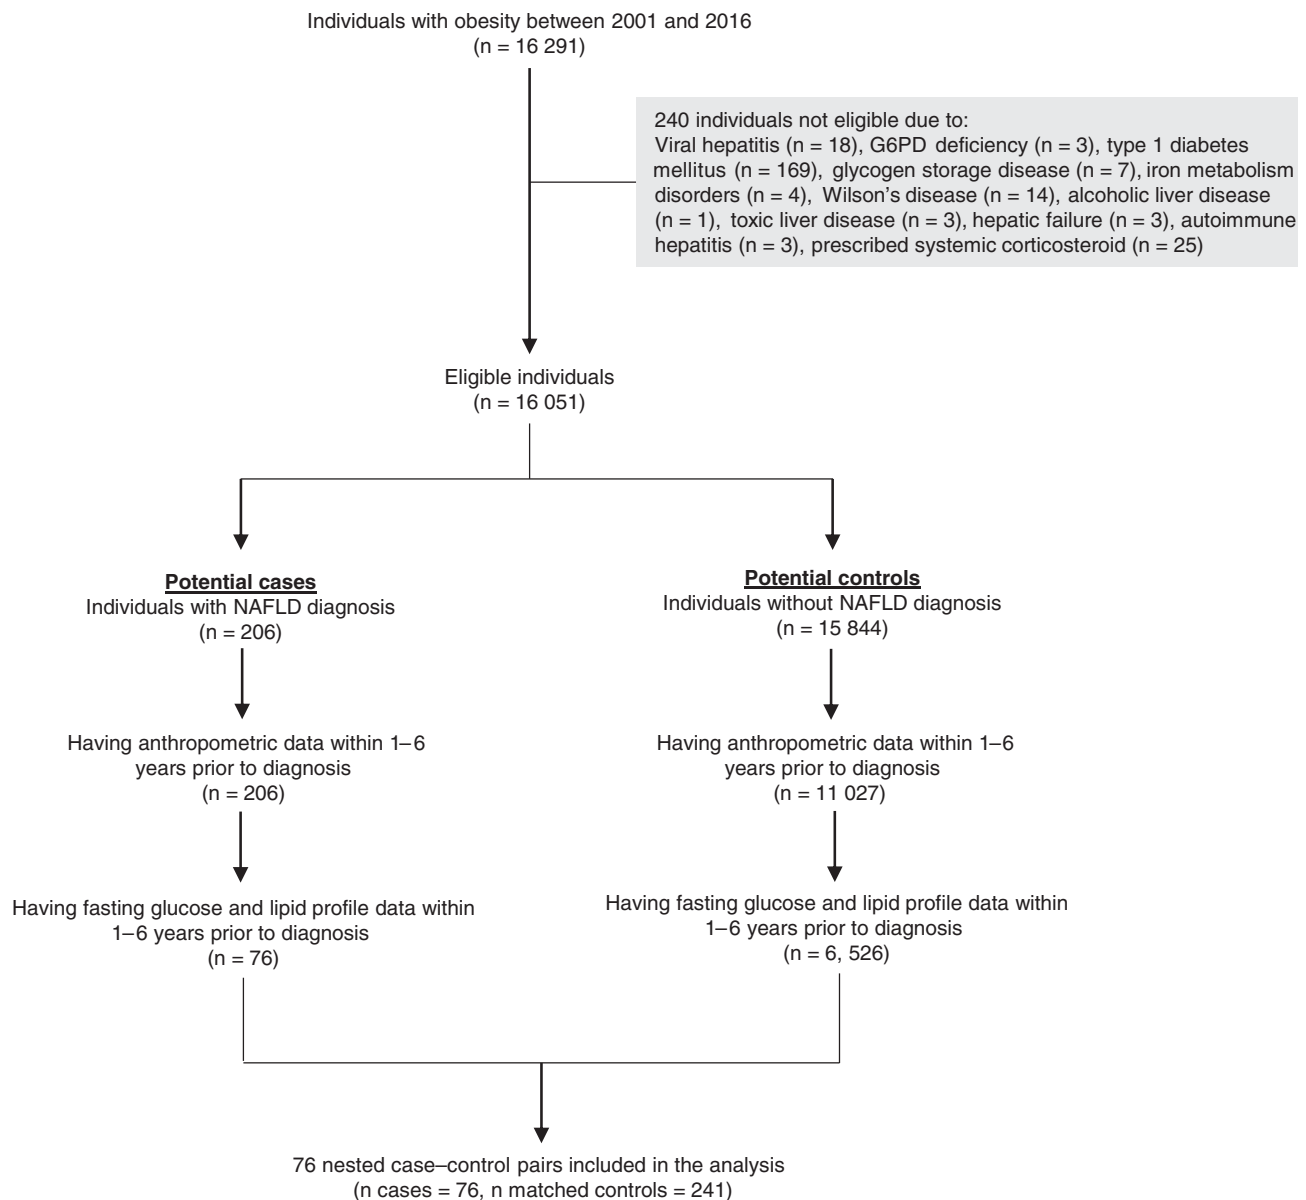 Individuals with obesity between 2001 and 2016
(n = 16 291)
240 individuals not eligible due to:
Viral hepatitis (n = 18), G6PD deficiency (n = 3), type 1 diabetes
mellitus (n = 169), glycogen storage disease (n = 7), iron metabolism
disorders (n = 4), Wilson's disease (n = 14), alcoholic liver disease
(n = 1), toxic liver disease (n = 3), hepatic failure (n = 3), autoimmune
hepatitis (n = 3), prescribed systemic corticosteroid (n = 25)
Eligible individuals
(n = 16 051)
Potential cases
Individuals with NAFLD diagnosis
(n = 206)
Having anthropometric data within 1–6
years prior to diagnosis
(n = 206)
Having fasting glucose and lipid profile data within
1–6 years prior to diagnosis
(n = 76)
Potential controls
Individuals without NAFLD diagnosis
(n = 15 844)
Having anthropometric data within 1–6
years prior to diagnosis
(n = 11 027)
Having fasting glucose and lipid profile data within
1–6 years prior to diagnosis
(n = 6, 526)
76 nested case–control pairs included in the analysis
(n cases = 76, n matched controls = 241)